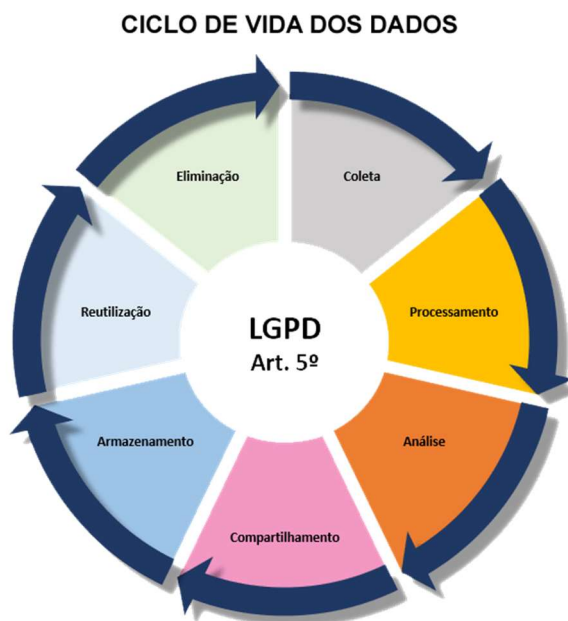 CICLO DE VIDA DOS DADOS
Eliminação
Coleta
Reutilização
LGPD
Art. 5º
Processamento
Armazenamento
Análise
Compartilhamento